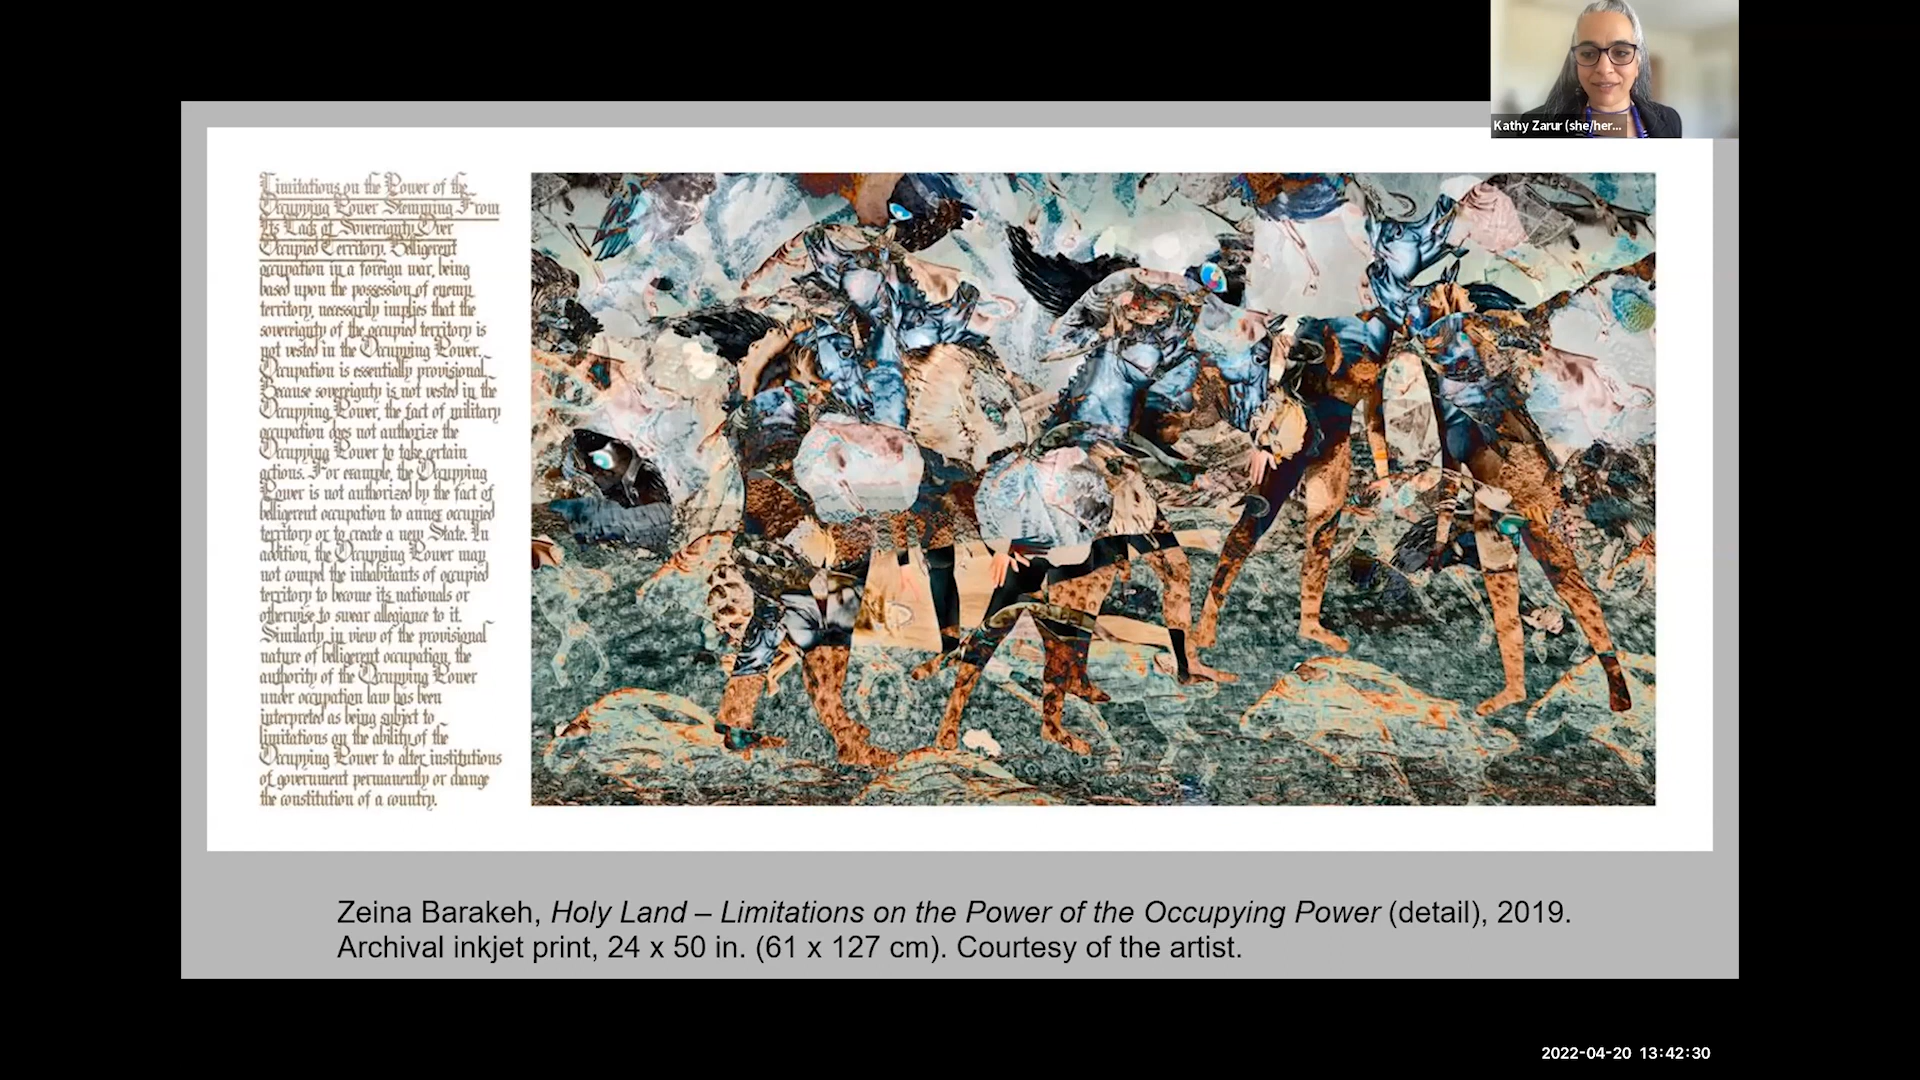 Kathy Zarur (she/her...
Limitations on the Power of the
Occupying Power Stemming From
Its Lack of Sovereignty Over
Occupied Territory. Belligerent
occupation in a foreign war, being
based upon the possession of enemy
territory, necessarily implies that the
sovereignty of the occupied territory is
not vested in the Occupying Power.
Occupation is essentially provisional.
Because sovereignty is not vested in the
Occupying Power, the fact of military
occupation does not authorize the
Occupying Power to take certain
actions. For example, the Occupying
Power is not authorized by the fact of
belligerent occupation to annex occupied
territory or to create a new State. In
addition, the Occupying Power may
not compel the inhabitants of occupied
territory to become its nationals or
otherwise to swear allegiance to it.
Similarly, in view of the provisional
nature of belligerent occupation, the
authority of the Occupying Power
under occupation law has been
interpreted as being subject to
limitations on the ability of the
Occupying Power to alter institutions
of government permanently or change
the constitution of a country.
Zeina Barakeh, Holy Land – Limitations on the Power of the Occupying Power (detail), 2019.
Archival inkjet print, 24 x 50 in. (61 x 127 cm). Courtesy of the artist.
2022-04-20 13:42:30